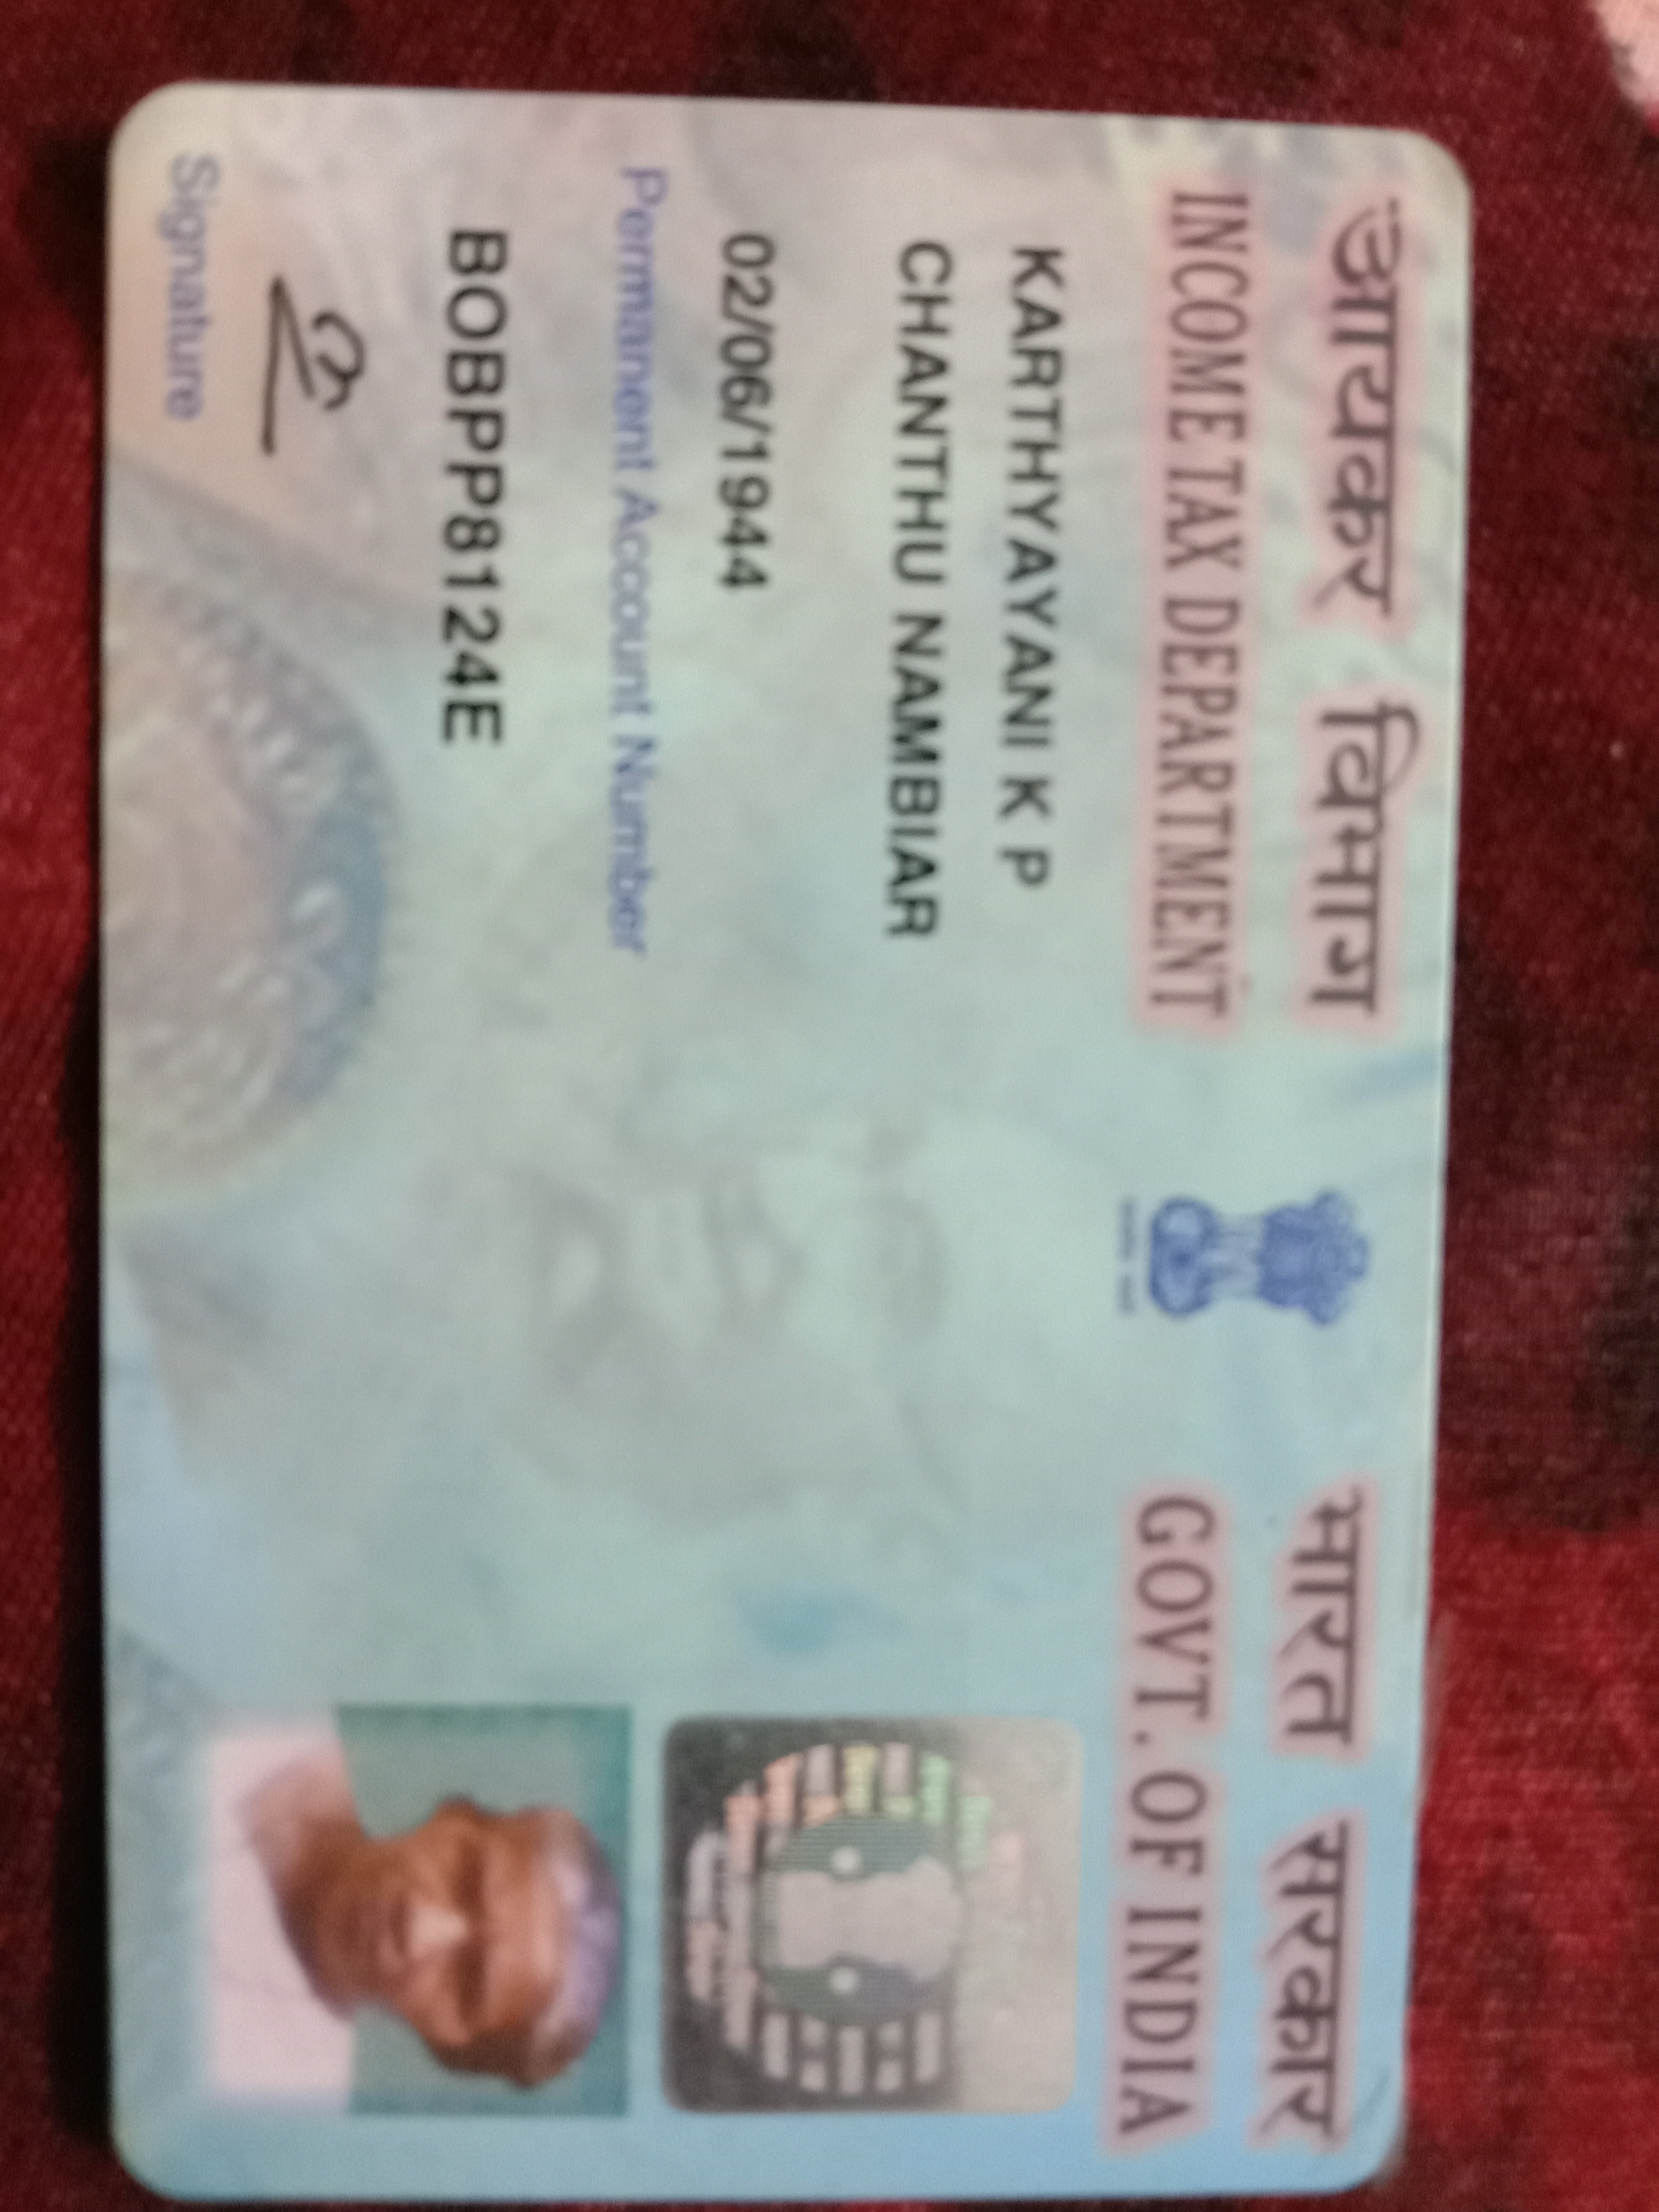 आयकर विभाग
INCOME TAX DEPARTMENT
भारत सरकार
GOVT. OF INDIA
KARTHYAYANI K P
CHANTHU NAMBIAR
02/06/1944
Permanent Account Number
BOBPP8124E
Signature